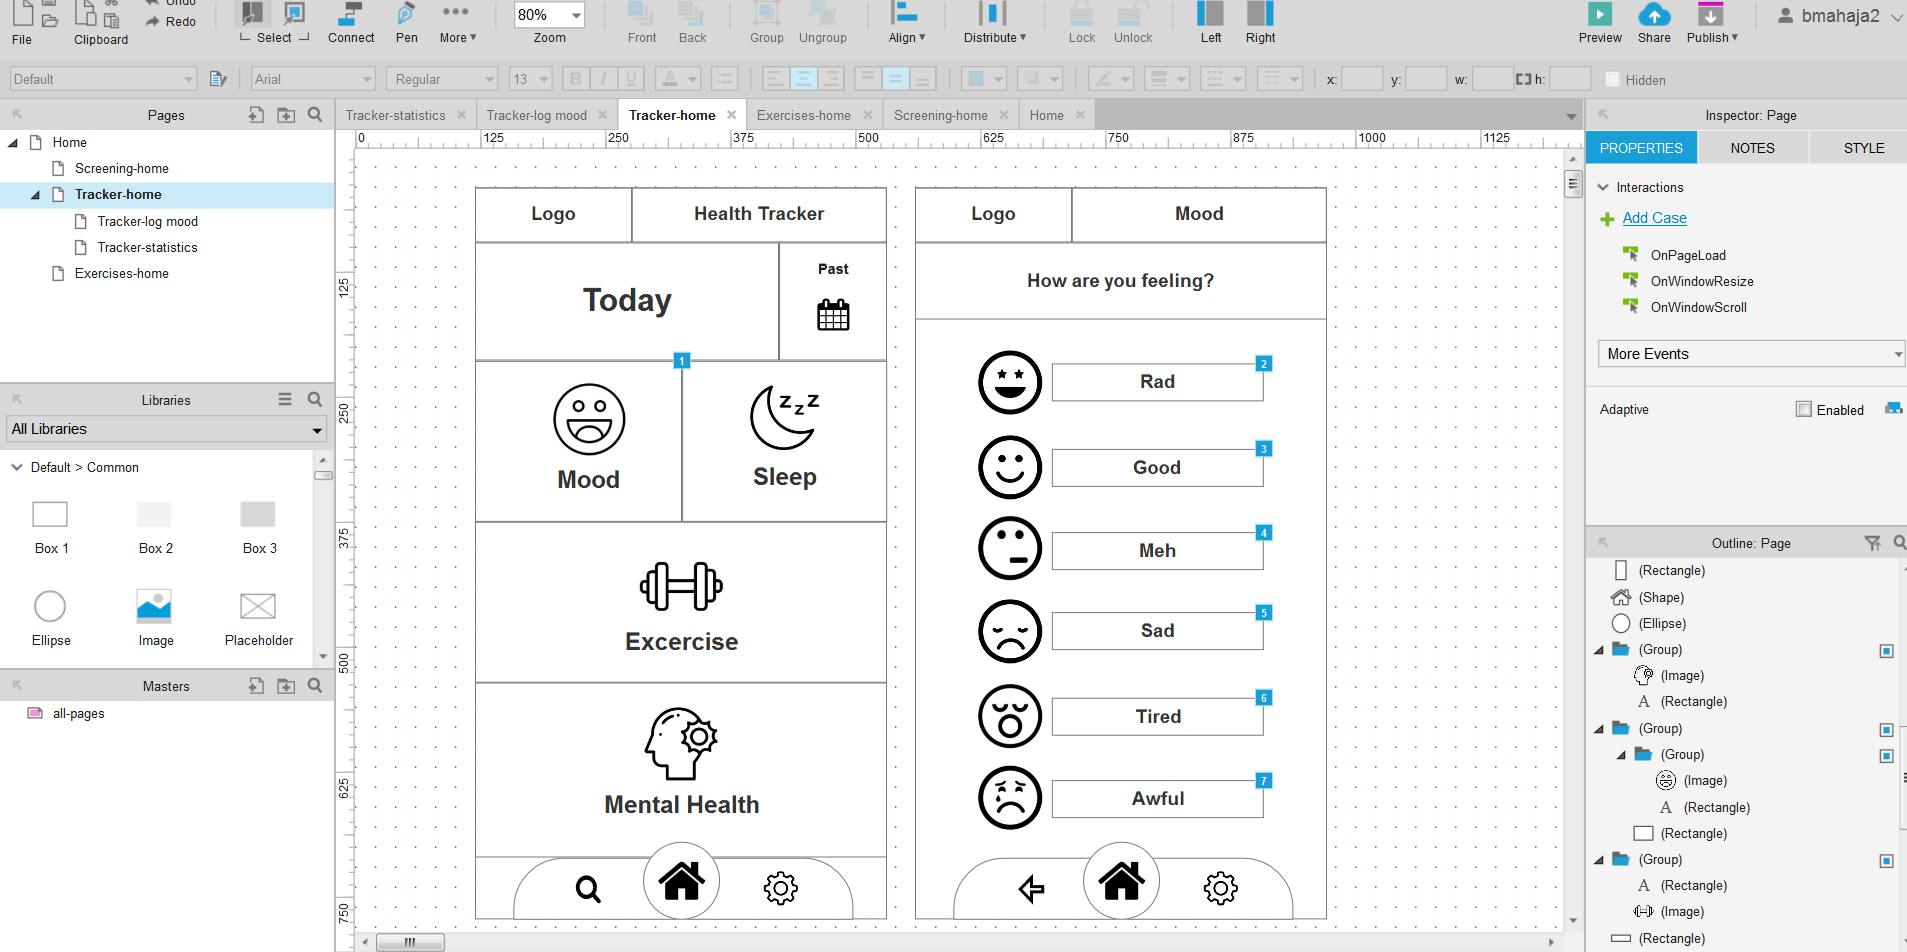 Undo
Redo
File
Clipboard
Select
Connect
Pen
More
80%
Zoom
Front
Back
Group
Ungroup
Align
Distribute
Lock
Unlock
Left
Right
Preview
Share
Publish
bmahaja2
Default
Arial
Regular
13
B I U
A
x:
y:
w:
h:
Hidden
Pages
Home
Screening-home
Tracker-home
Tracker-log mood
Tracker-statistics
Exercises-home
Libraries
All Libraries
Default > Common
Box 1
Box 2
Box 3
Ellipse
Image
Placeholder
Masters
all-pages
Tracker-statistics
Tracker-log mood
Tracker-home
Exercises-home
Screening-home
Home
0 125 250 375 500 625 750 875 1000 1125
125
250
375
500
625
750
Logo
Health Tracker
Today
Past
1
Mood
zzz
Sleep
Excercise
Mental Health
Logo
Mood
How are you feeling?
2
Rad
3
Good
4
Meh
5
Sad
6
Tired
7
Awful
Inspector: Page
PROPERTIES
NOTES
STYLE
Interactions
Add Case
OnPageLoad
OnWindowResize
OnWindowScroll
More Events
Adaptive
Enabled
Outline: Page
(Rectangle)
(Shape)
(Ellipse)
(Group)
(Image)
A (Rectangle)
(Group)
(Group)
(Image)
A (Rectangle)
(Rectangle)
(Group)
A (Rectangle)
(Image)
(Rectangle)